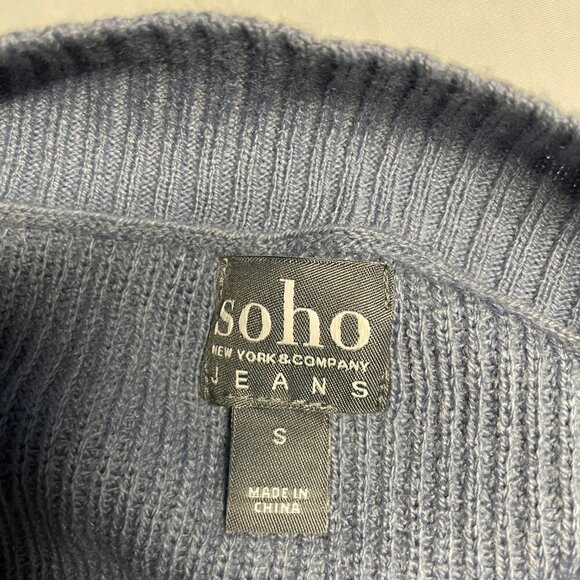 soho
NEW YORK & COMPANY
JEANS
S
MADE IN
CHINA